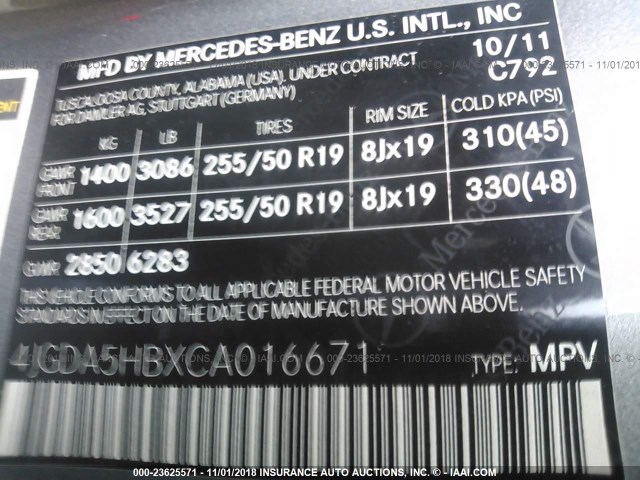 MFD BY MERCEDES-BENZ U.S. INTL., INC
10/11
TUSCALOOSA COUNTY, ALABAMA (USA), UNDER CONTRACT
C792
FOR DAIMLER AG, STUTTGART (GERMANY)
KG LB TIRES RIM SIZE COLD KPA(PSI)
GAWR FRONT 1400 3086 255/50 R19 8Jx19 310(45)
GAWR REAR 1600 3527 255/50 R19 8Jx19 330(48)
GVWR 2850 6283
THIS VEHICLE CONFORMS TO ALL APPLICABLE FEDERAL MOTOR VEHICLE SAFETY
STANDARDS IN EFFECT ON THE DATE OF MANUFACTURE SHOWN ABOVE.
4JGDA5HBXCA016671 TYPE: MPV
000-23625571 - 11/01/2018 INSURANCE AUTO AUCTIONS, INC. - © IAAI.COM